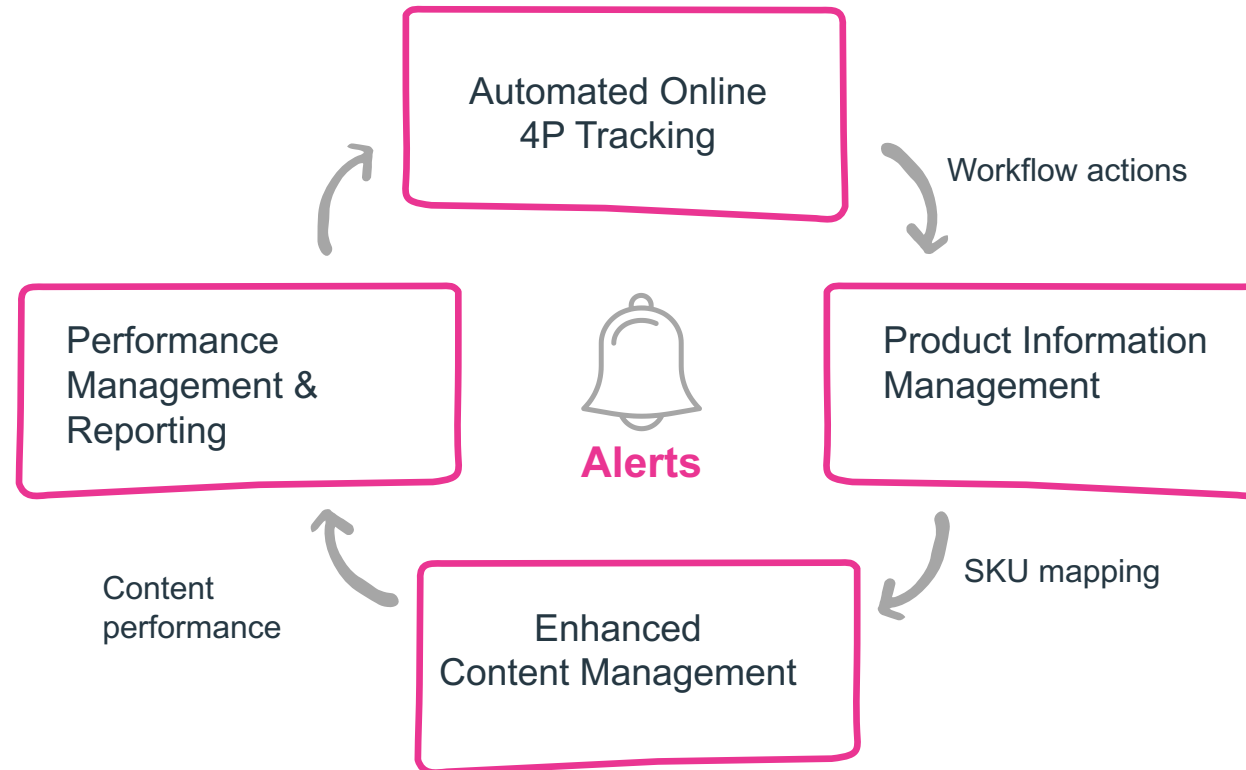 Automated Online
4P Tracking
Workflow actions
Performance
Management &
Reporting
Product Information
Management
Alerts
SKU mapping
Content
performance
Enhanced
Content Management